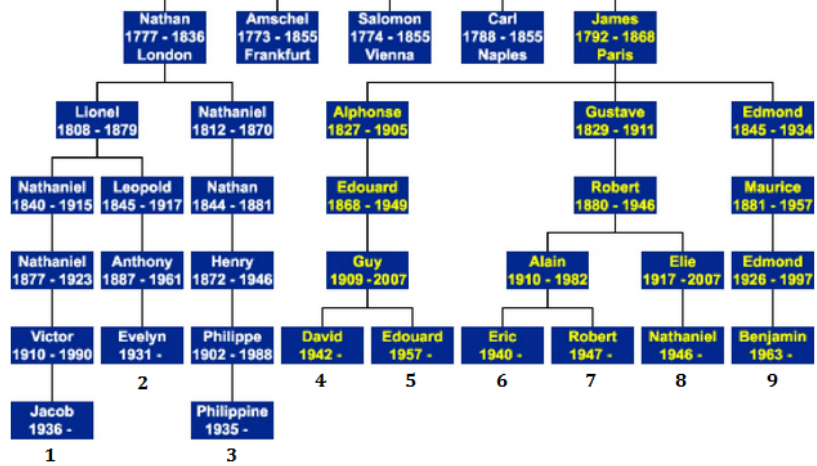 Nathan
1777 - 1836
London
Amschel
1773 - 1855
Frankfurt
Salomon
1774 - 1855
Vienna
Carl
1788 - 1855
Naples
James
1792 - 1868
Paris
Lionel
1808 - 1879
Nathaniel
1812 - 1870
Alphonse
1827 - 1905
Gustave
1829 - 1911
Edmond
1845 - 1934
Nathaniel
1840 - 1915
Leopold
1845 - 1917
Nathan
1844 - 1881
Edouard
1868 - 1949
Robert
1880 - 1946
Maurice
1881 - 1957
Nathaniel
1877 - 1923
Anthony
1887 - 1961
Henry
1872 - 1946
Guy
1909 -2007
Alain
1910 - 1982
Elie
1917 -2007
Edmond
1926 - 1997
Victor
1910 - 1990
Evelyn
1931 -
Philippe
1902 - 1988
David
1942 -
Edouard
1957 -
Eric
1940 -
Robert
1947 -
Nathaniel
1946 -
Benjamin
1963 -
2
4
5
6
7
8
9
Jacob
1936 -
Philippine
1935 -
1
3